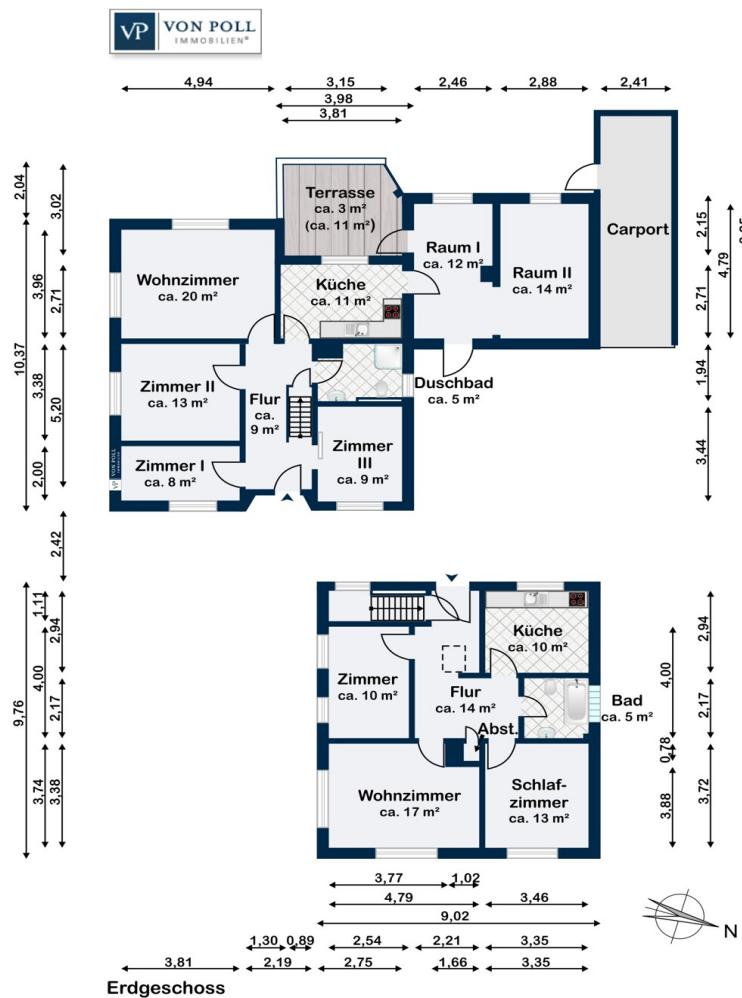 VP VON POLL
IMMOBILIEN®
4,94
3,15
2,46
2,88
2,41
3,98
3,81
2,04
3,02
Terrasse
ca. 3 m²
(ca. 11 m²)
2,15
4,79
Carport
Raum I
ca. 12 m²
Raum II
ca. 14 m²
Wohnzimmer
ca. 20 m²
Küche
ca. 11 m²
3,96
2,71
2,71
10,37
3,38
5,20
Zimmer II
ca. 13 m²
Flur
ca.
9 m²
Duschbad
ca. 5 m²
1,94
Zimmer I
ca. 8 m²
Zimmer
III
ca. 9 m²
3,44
2,00
VP VON POLL
IMMOBILIEN
2,42
9,76
1,11
2,94
4,00
2,17
3,74
3,38
Küche
ca. 10 m²
Zimmer
ca. 10 m²
Flur
ca. 14 m²
Bad
ca. 5 m²
Abst.
Wohnzimmer
ca. 17 m²
Schlaf-
zimmer
ca. 13 m²
4,00
2,94
2,17
0,78
3,88
3,72
3,77
1,02
4,79
3,46
9,02
1,30
0,89
2,54
2,21
3,35
3,81
2,19
2,75
1,66
3,35
N
Erdgeschoss